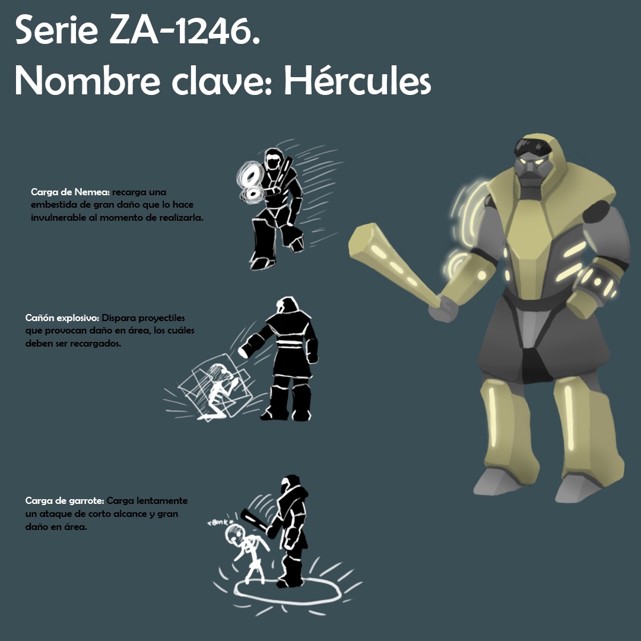 Serie ZA-1246.
Nombre clave: Hércules
Carga de Nemea: recarga una
embestida de gran daño que lo hace
invulnerable al momento de realizarla.
Cañón explosivo: Dispara proyectiles
que provocan daño en área, los cuáles
deben ser recargados.
Carga de garrote: Carga lentamente
un ataque de corto alcance y gran
daño en área.